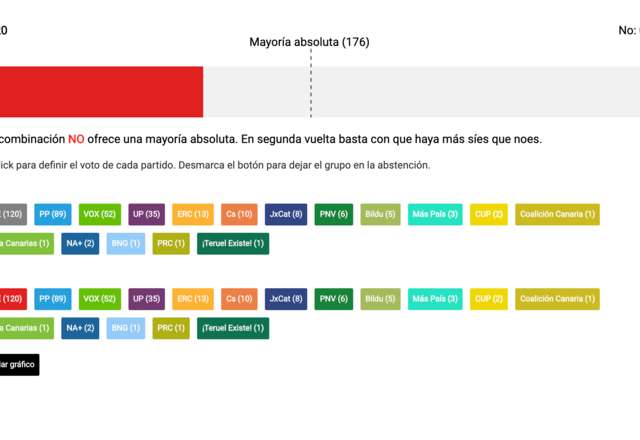 0
No:
Mayoría absoluta (176)
combinación NO ofrece una mayoría absoluta. En segunda vuelta basta con que haya más síes que noes.
para definir el voto de cada partido. Desmarca el botón para dejar el grupo en la abstención.
(120) PP (89) VOX (52) UP (35) ERC (13) Cs (10) JxCat (8) PNV (6) Bildu (5) Más País (3) CUP (2) Coalición Canaria (1)
Canarias (1) NA+ (2) BNG (1) PRC (1) ¡Teruel Existe! (1)
(120) PP (89) VOX (52) UP (35) ERC (13) Cs (10) JxCat (8) PNV (6) Bildu (5) Más País (3) CUP (2) Coalición Canaria (1)
Canarias (1) NA+ (2) BNG (1) PRC (1) ¡Teruel Existe! (1)
gráfico